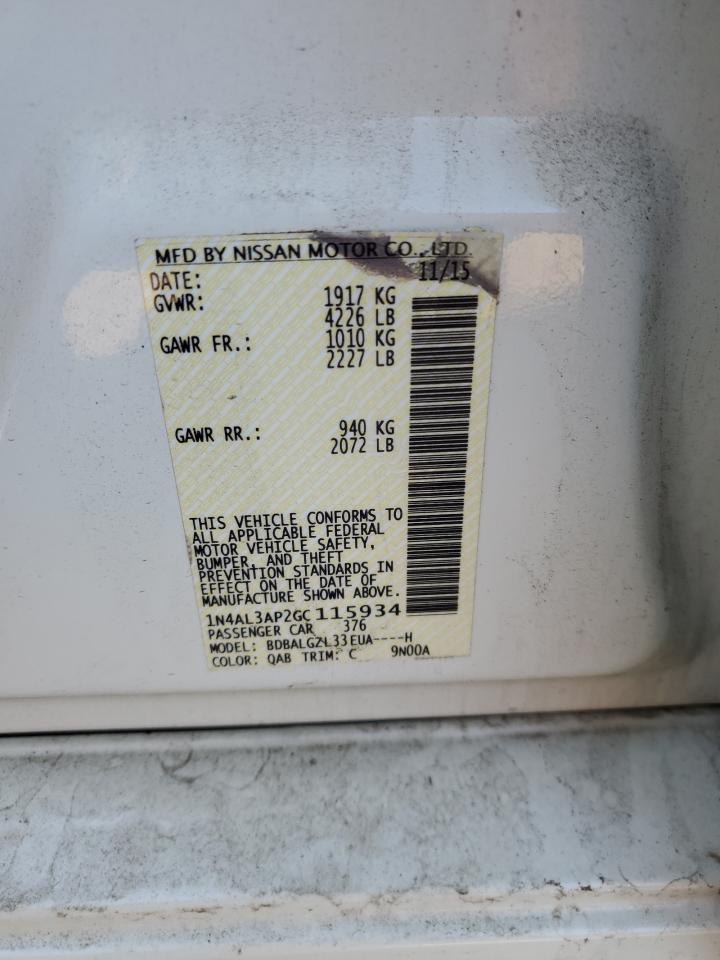 MFD BY NISSAN MOTOR CO., LTD.
DATE: 11/15
GVWR: 1917 KG
4226 LB
GAWR FR.: 1010 KG
2227 LB
GAWR RR.: 940 KG
2072 LB
THIS VEHICLE CONFORMS TO
ALL APPLICABLE FEDERAL
MOTOR VEHICLE SAFETY,
BUMPER, AND THEFT
PREVENTION STANDARDS IN
EFFECT ON THE DATE OF
MANUFACTURE SHOWN ABOVE.
1N4AL3AP2GC115934
PASSENGER CAR 376
MODEL: BDBALGZL33EUA----H
COLOR: QAB TRIM: C 9N00A